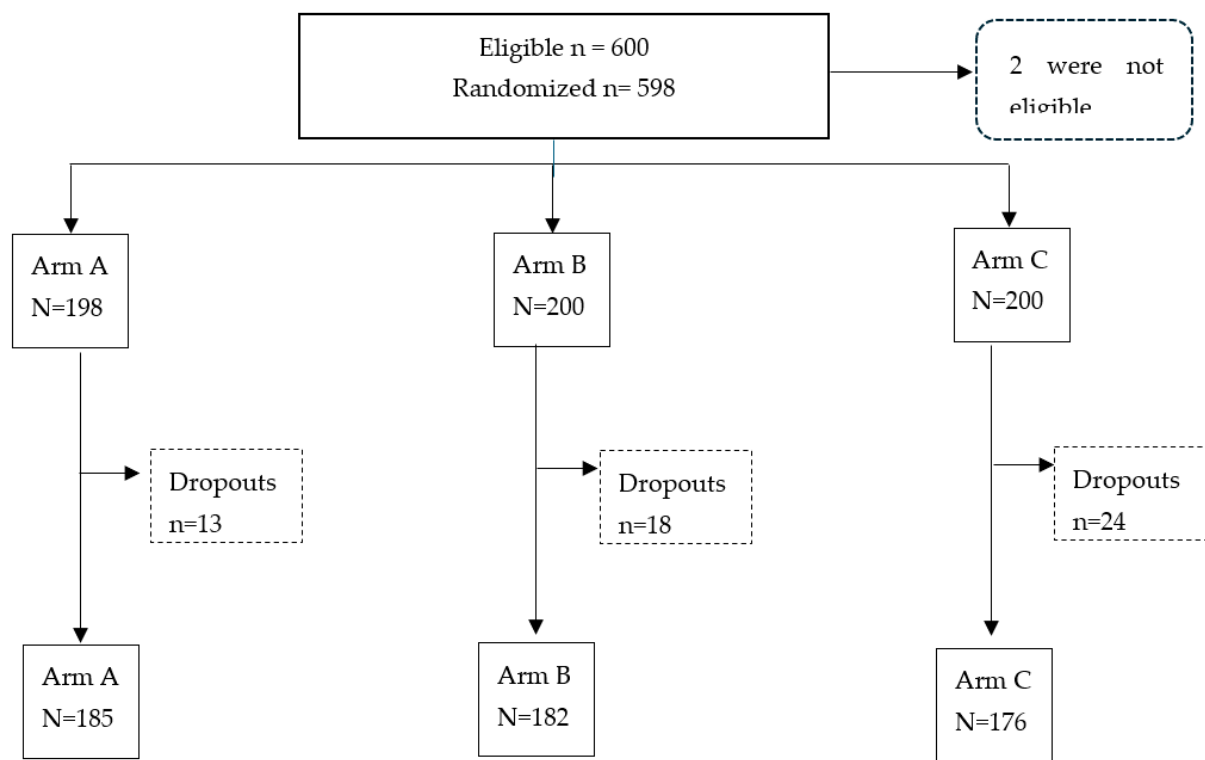 Eligible n = 600
Randomized n= 598
2 were not
eligible
Arm A
N=198
Arm B
N=200
Arm C
N=200
Dropouts
n=13
Dropouts
n=18
Dropouts
n=24
Arm A
N=185
Arm B
N=182
Arm C
N=176